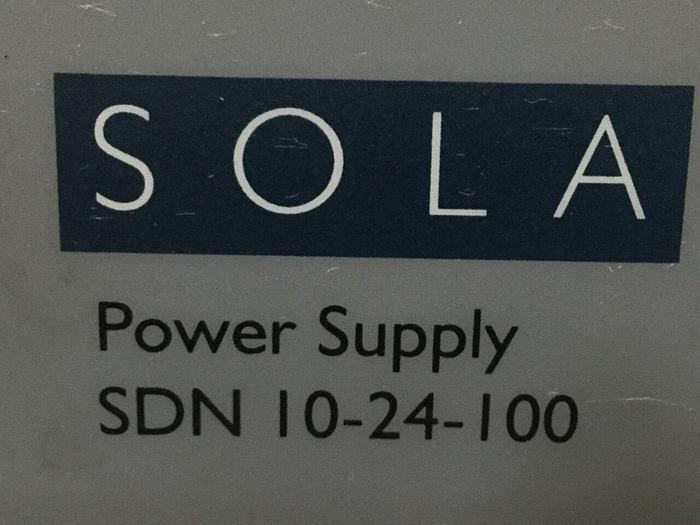 SOLA
Power Supply
SDN 10-24-100